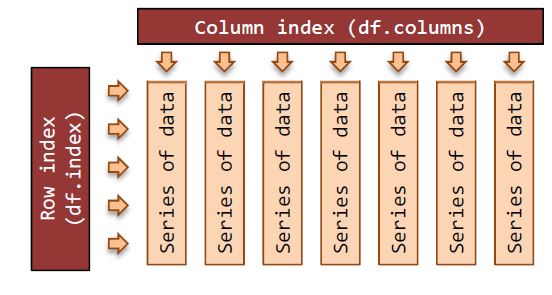 Column index (df.columns)
Row index
(df.index)
Series of data
Series of data
Series of data
Series of data
Series of data
Series of data
Series of data